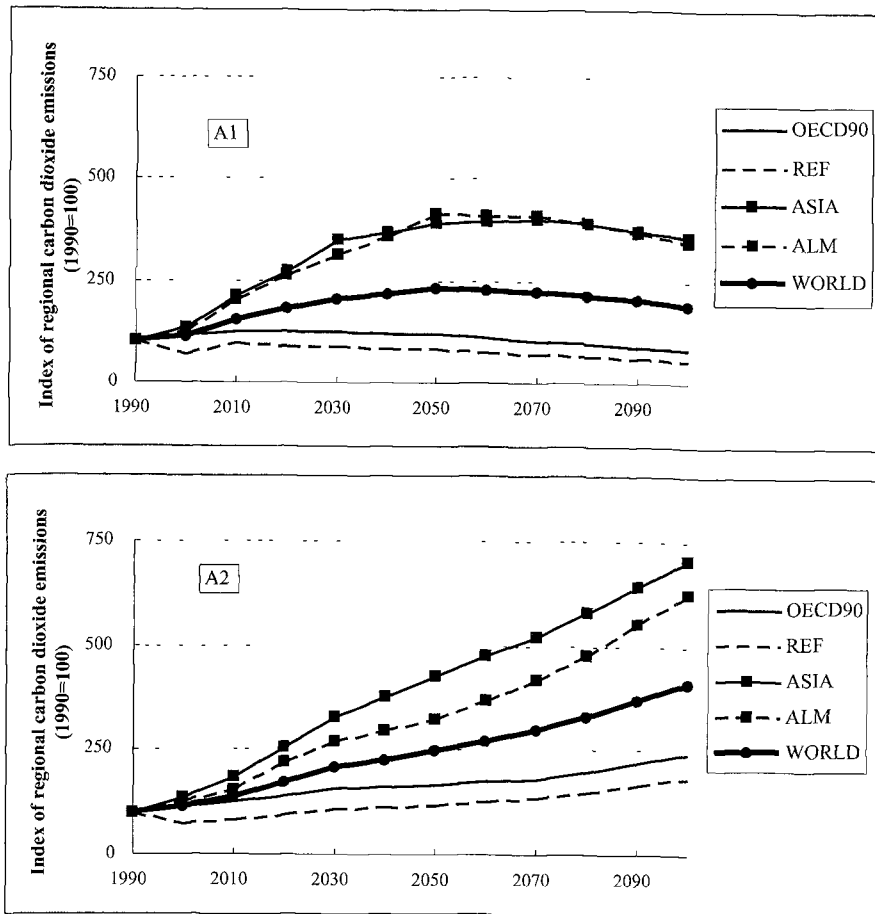 Index of regional carbon dioxide emissions
(1990=100)
750
500
250
0
A1
1990
2010
2030
2050
2070
2090
OECD90
REF
ASIA
ALM
WORLD
Index of regional carbon dioxide emissions
(1990=100)
750
500
250
0
A2
1990
2010
2030
2050
2070
2090
OECD90
REF
ASIA
ALM
WORLD